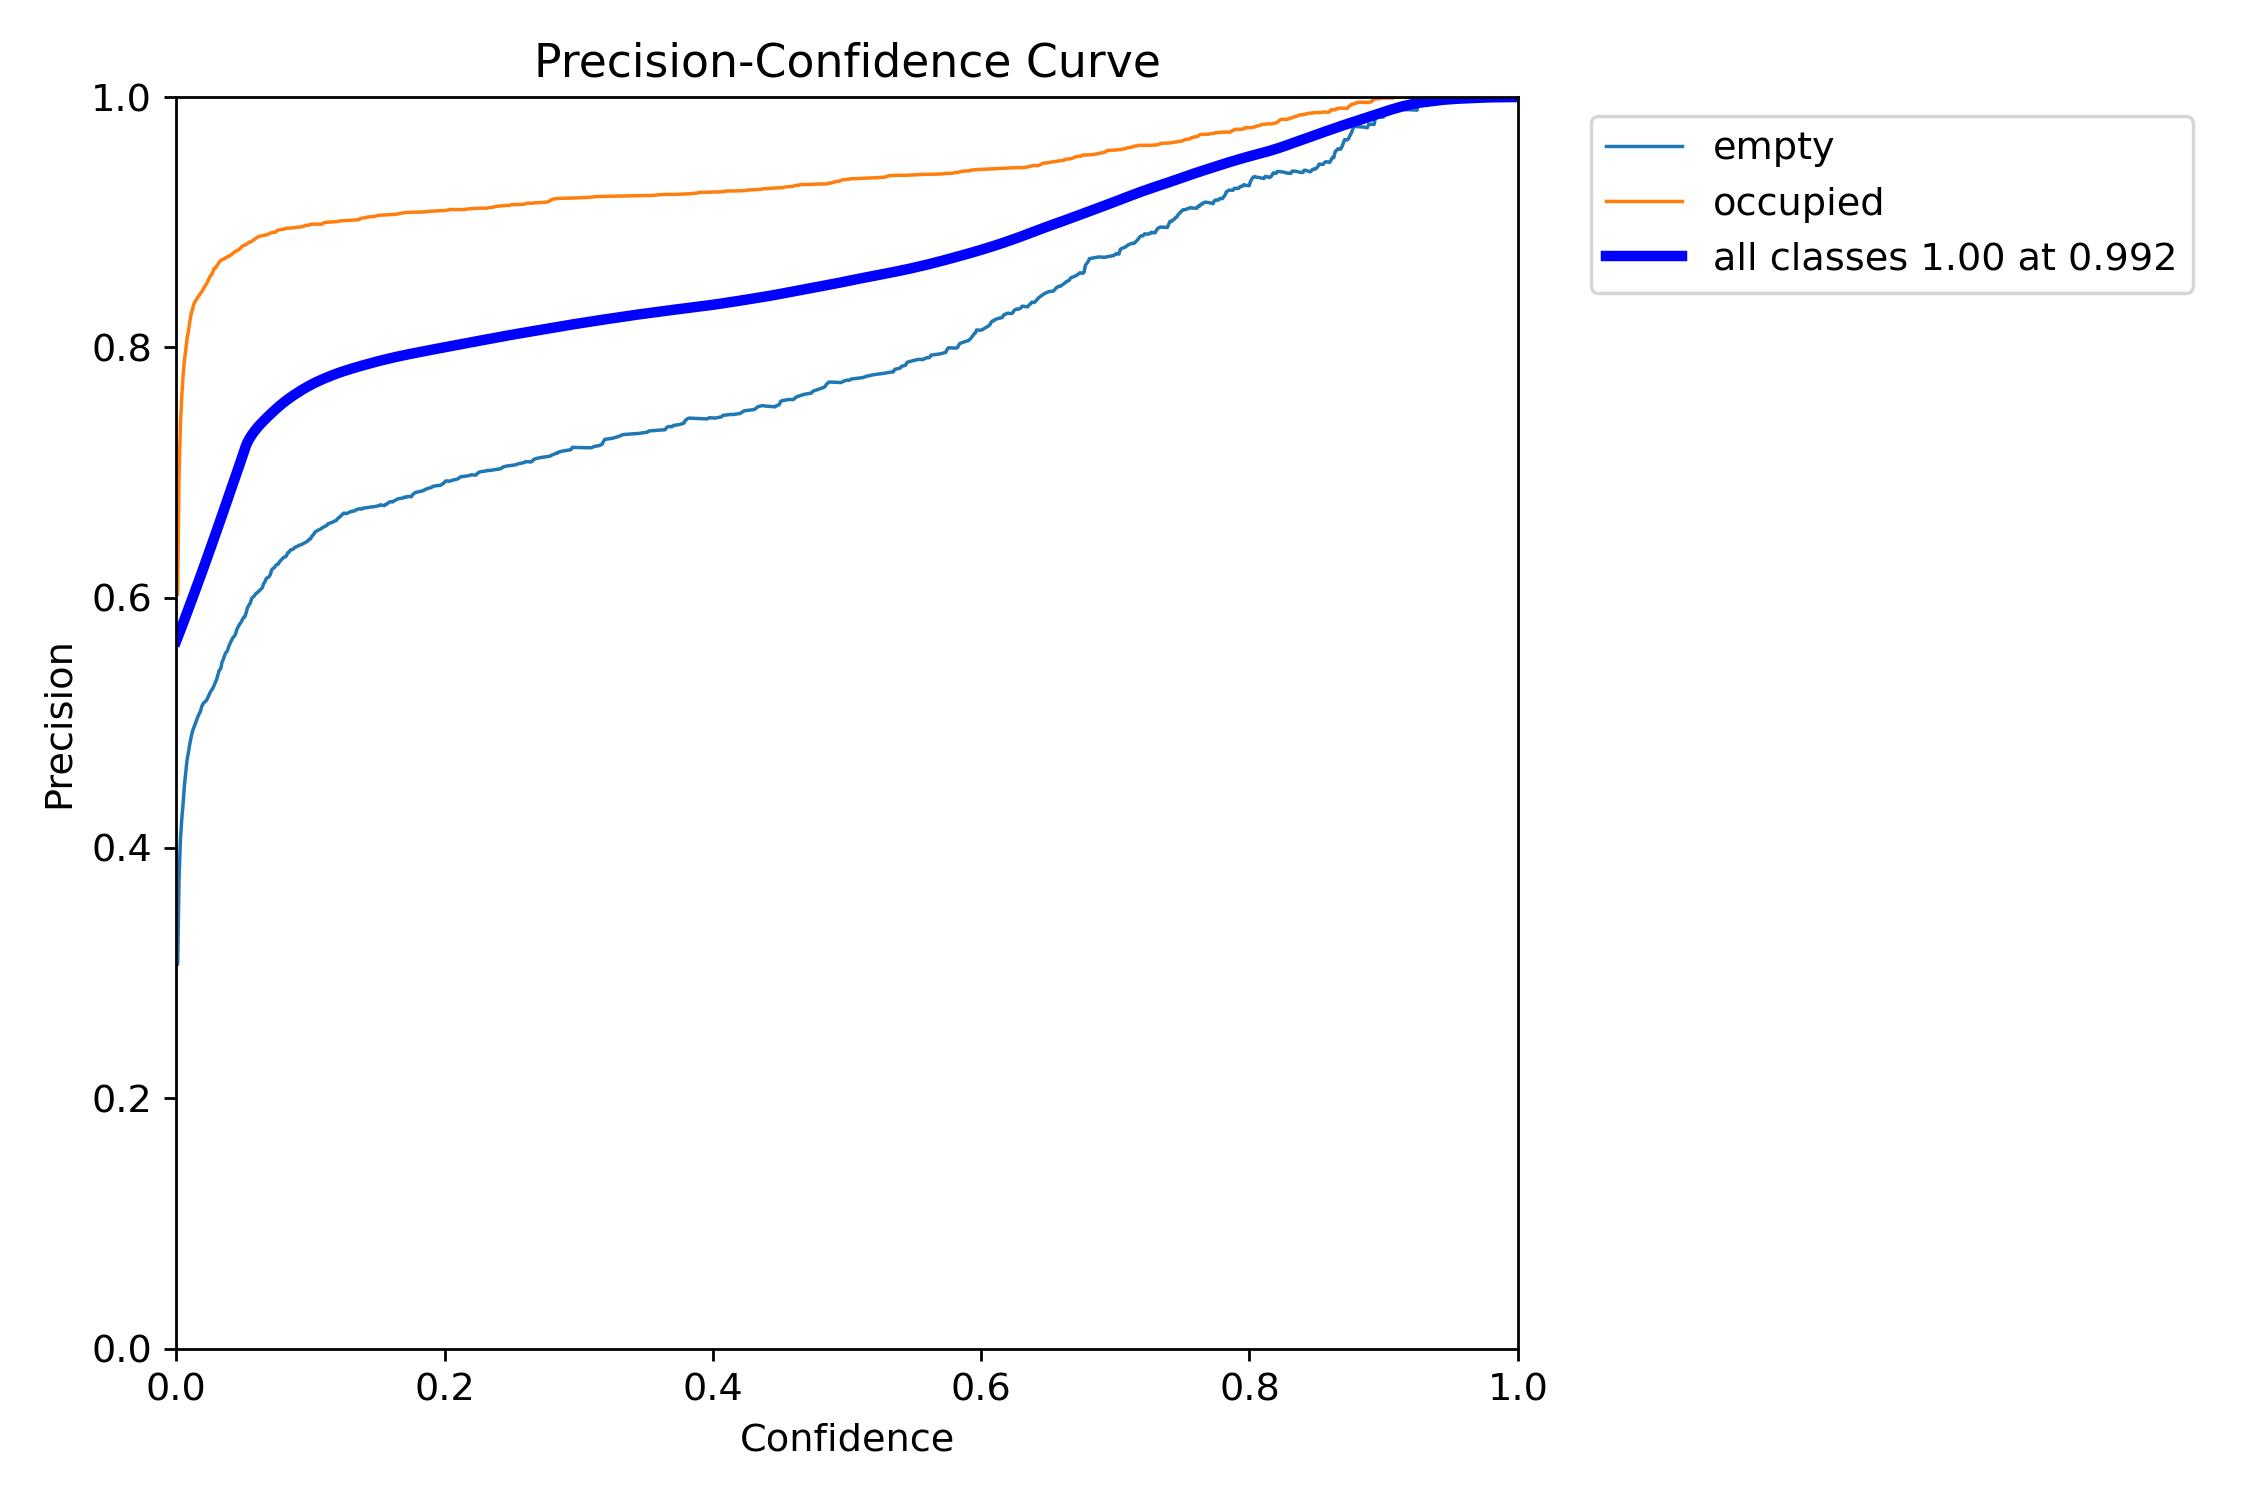 Precision-Confidence Curve
1.0
0.8
0.6
0.4
0.2
0.0
Precision
0.0 0.2 0.4 0.6 0.8 1.0
Confidence
empty
occupied
all classes 1.00 at 0.992